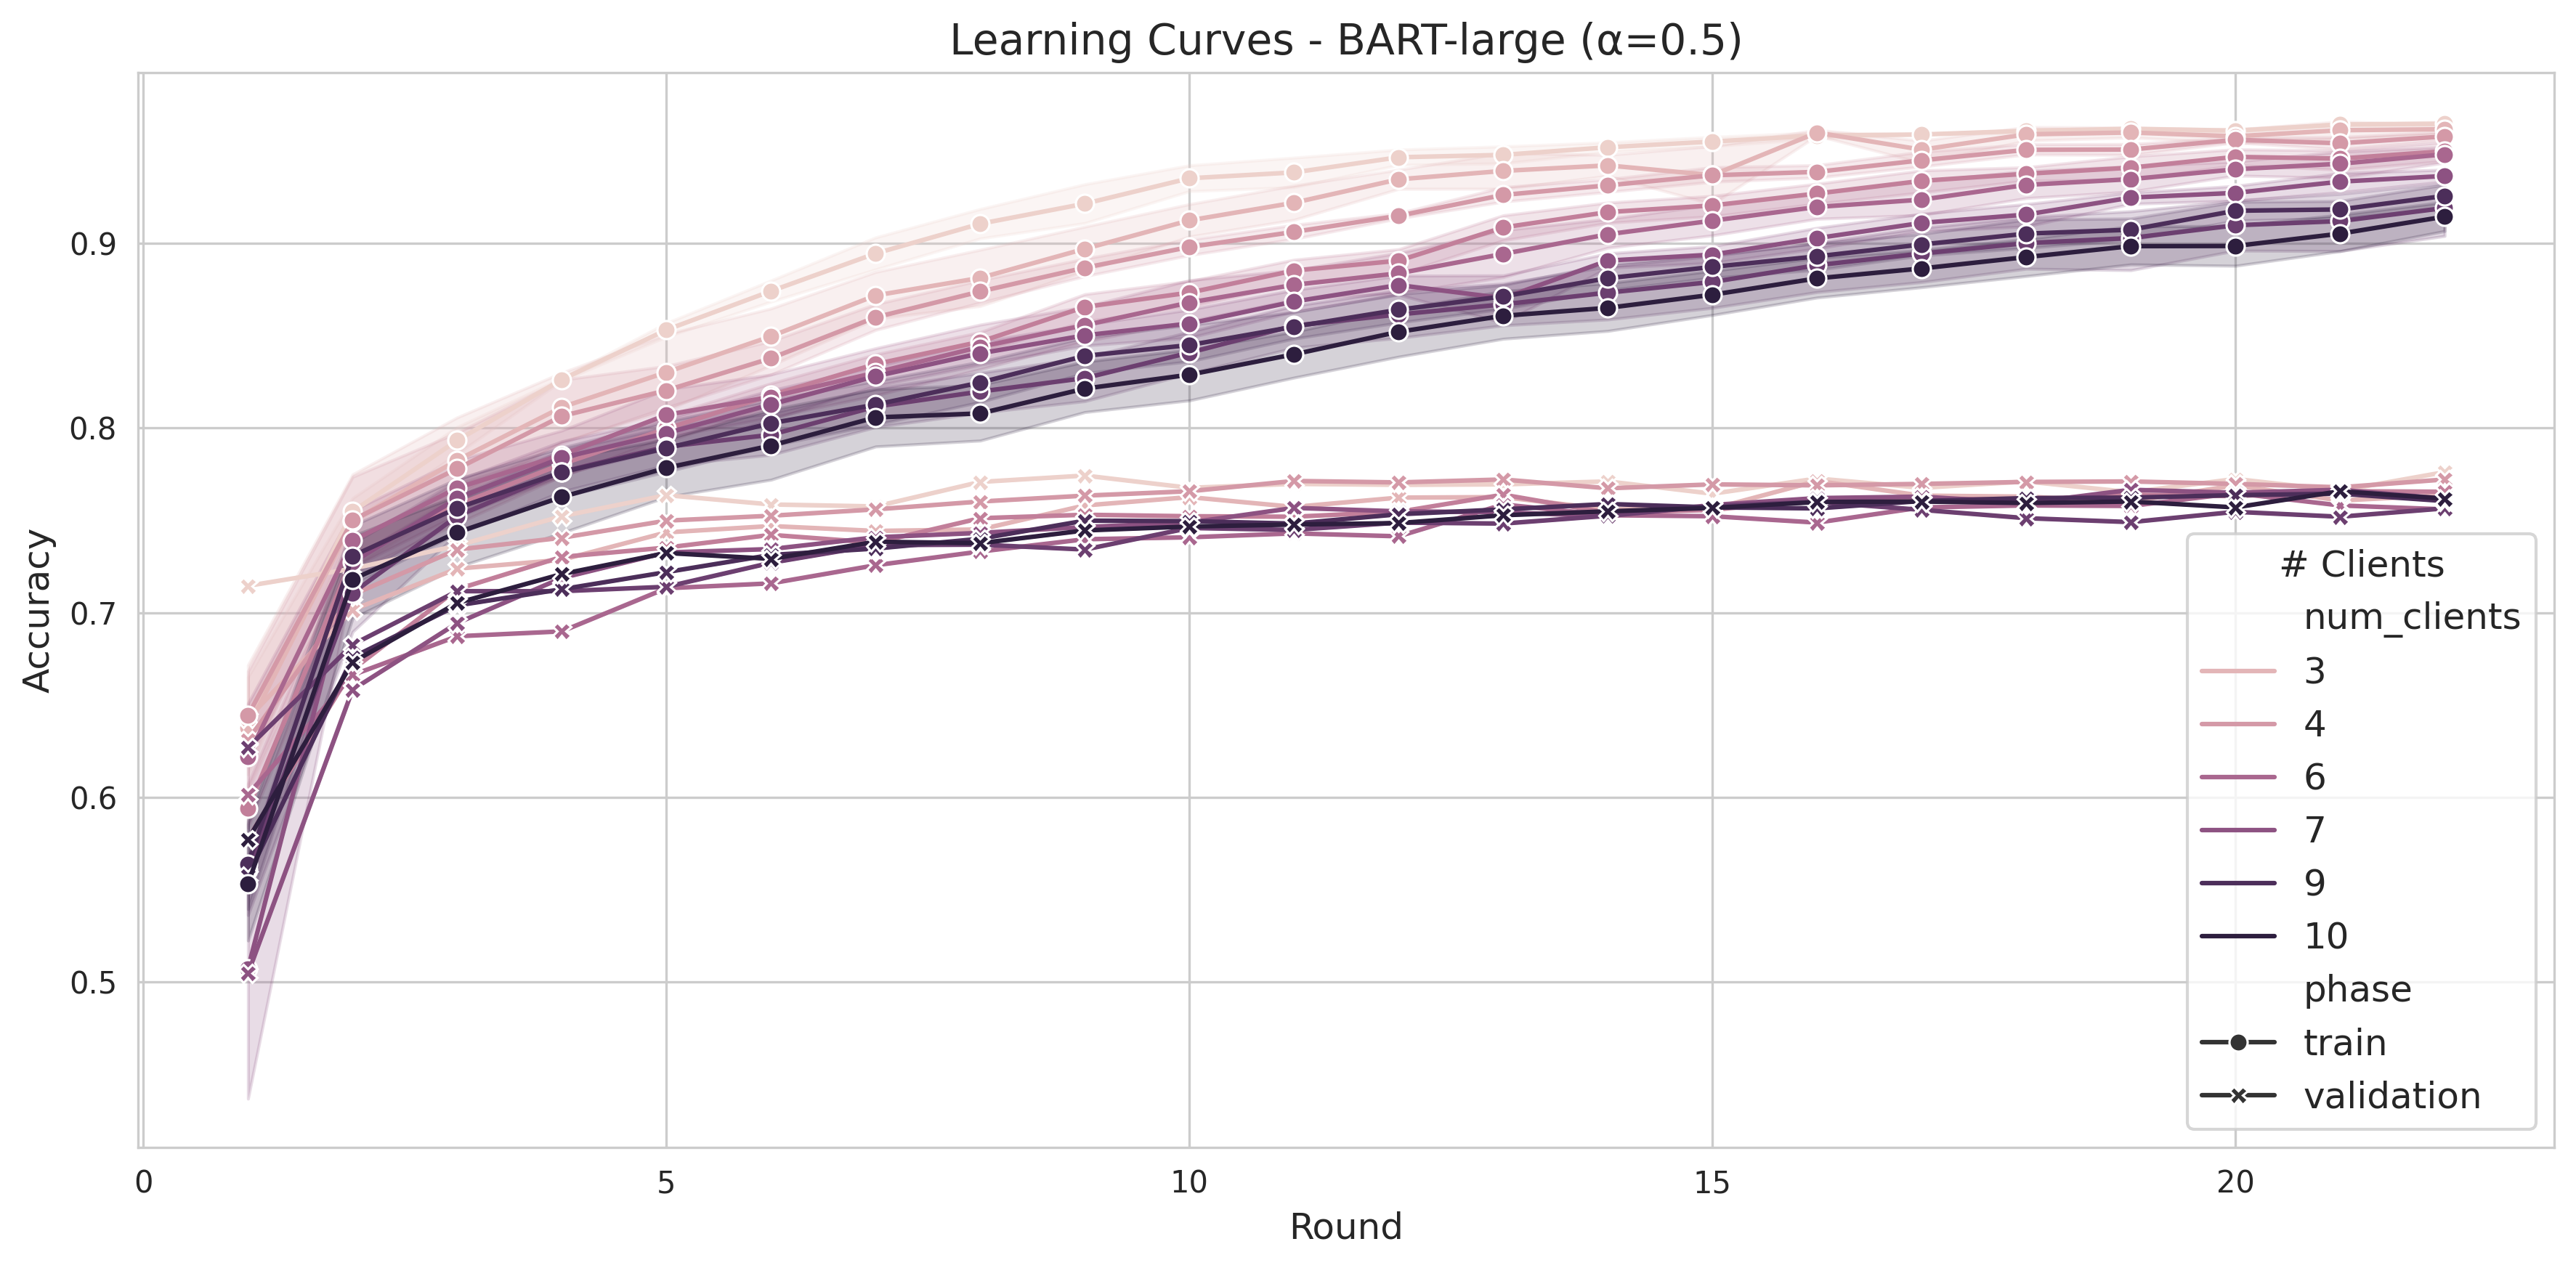 Learning Curves - BART-large (α=0.5)
Accuracy
0.9
0.8
0.7
0.6
0.5
0
5
10
15
20
Round
# Clients
num_clients
3
4
6
7
9
10
phase
train
validation